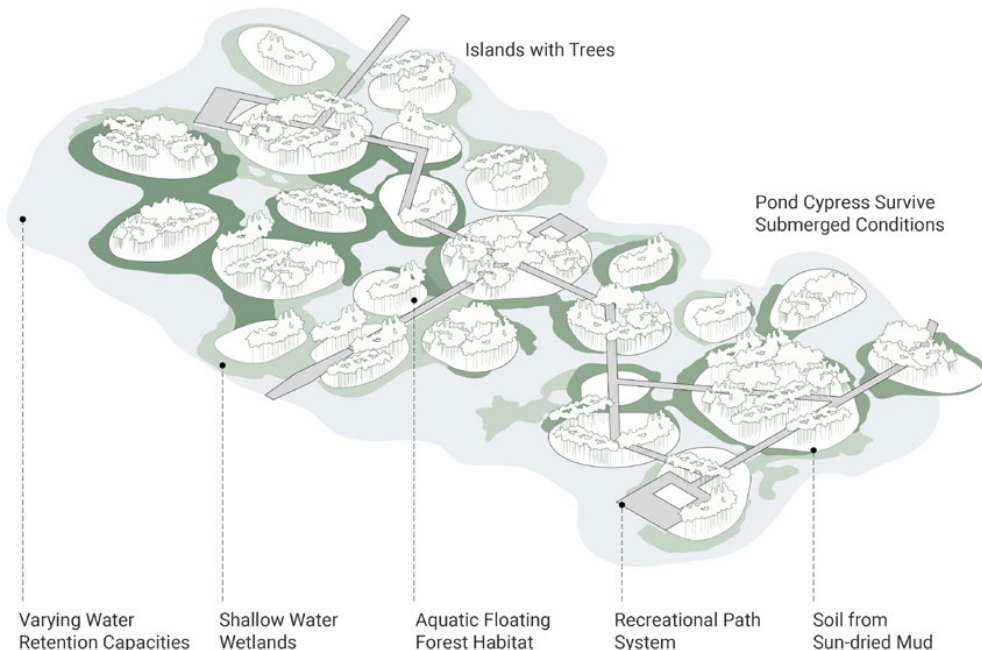 Islands with Trees
Pond Cypress Survive
Submerged Conditions
Varying Water
Retention Capacities
Shallow Water
Wetlands
Aquatic Floating
Forest Habitat
Recreational Path
System
Soil from
Sun-dried Mud